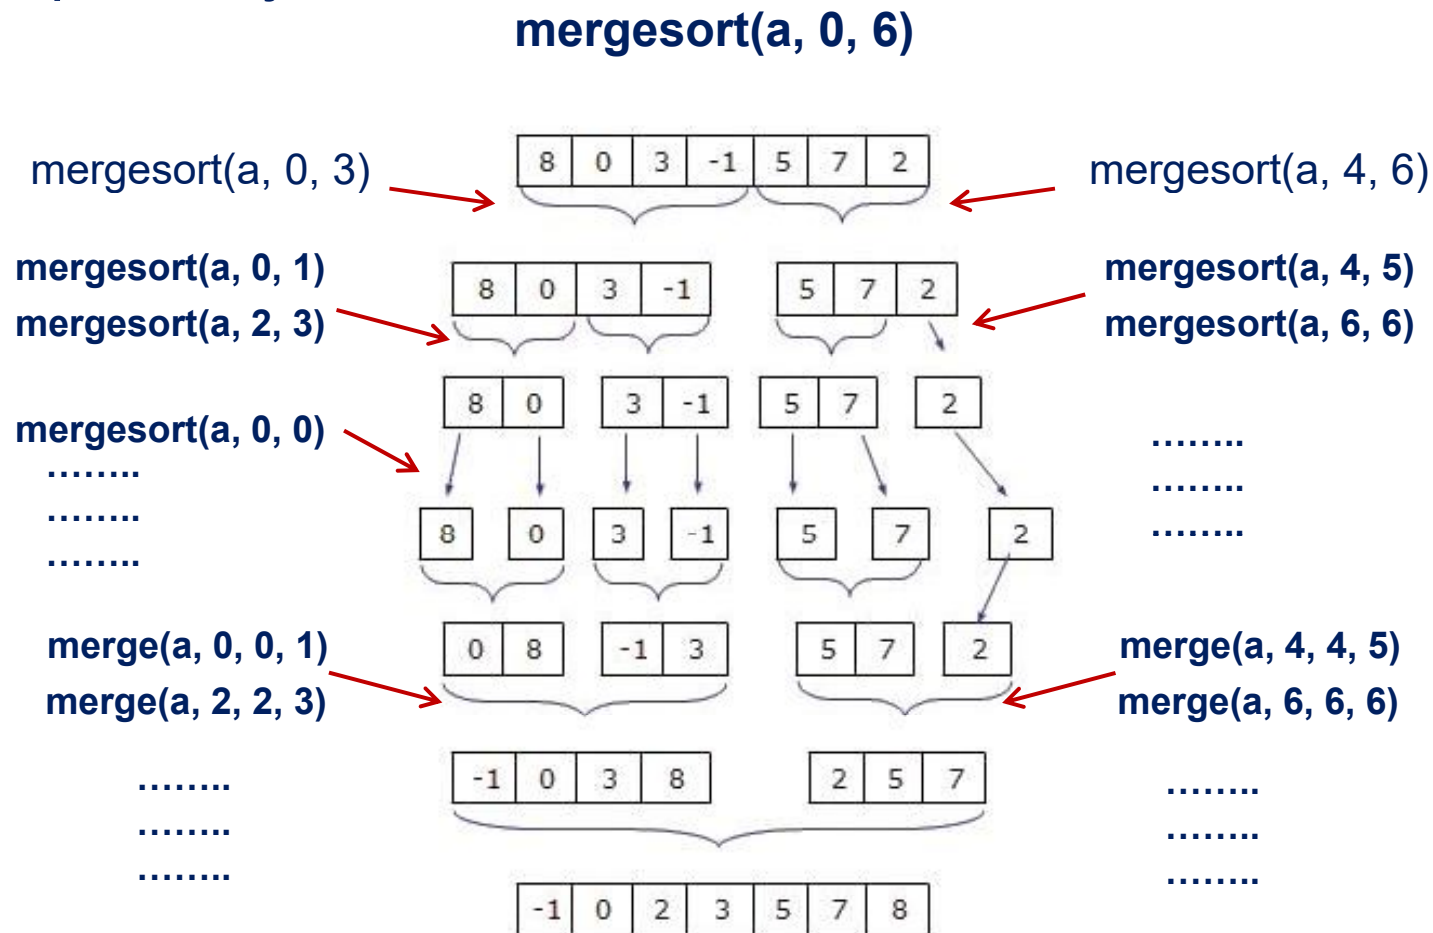 mergesort(a, 0, 6)
mergesort(a, 0, 3)
8 0 3 -1 5 7 2
mergesort(a, 4, 6)
mergesort(a, 0, 1)
mergesort(a, 2, 3)
8 0 3 -1
5 7 2
mergesort(a, 4, 5)
mergesort(a, 6, 6)
8 0
3 -1
5 7
2
mergesort(a, 0, 0)
……..
……..
……..
……..
……..
……..
8
0
3
-1
5
7
2
merge(a, 0, 0, 1)
merge(a, 2, 2, 3)
0 8
-1 3
5 7
2
merge(a, 4, 4, 5)
merge(a, 6, 6, 6)
-1 0 3 8
2 5 7
……..
……..
……..
……..
……..
……..
-1 0 2 3 5 7 8